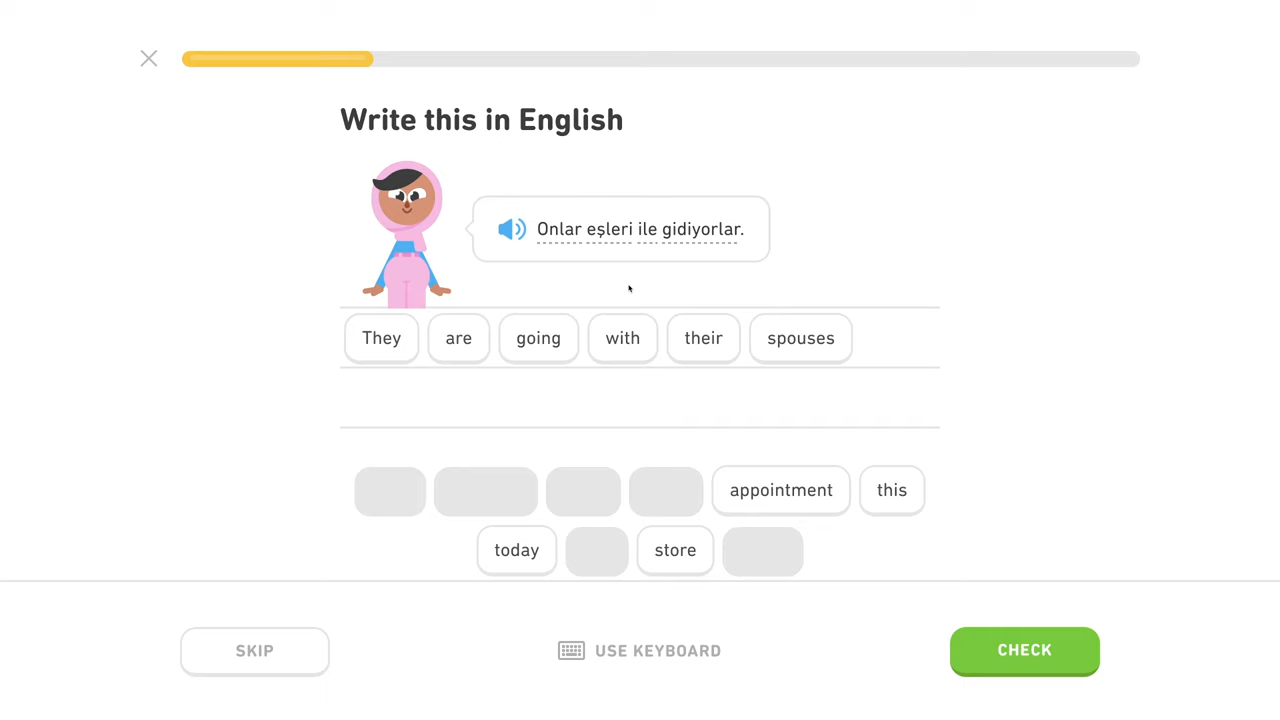 Write this in English
Onlar eşleri ile gidiyorlar.
They are going with their spouses
appointment this
today store
SKIP USE KEYBOARD CHECK